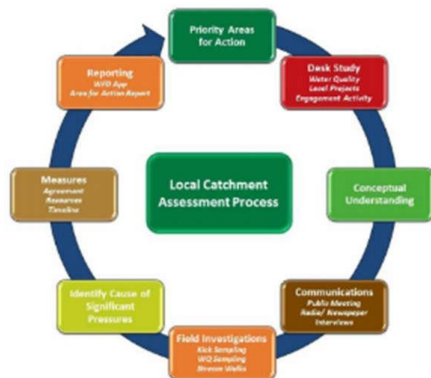 Priority Areas
for Action
Desk Study
Water Quality
Local Projects
Engagement Activity
Conceptual
Understanding
Communications
Public Meeting
Radio/ Newspaper
Interviews
Field Investigations
Kick Sampling
WQ Sampling
Stream Walks
Identify Cause of
Significant
Pressures
Measures
Agreement
Resources
Timeline
Reporting
WFD App
Area for Action Report
Local Catchment
Assessment Process